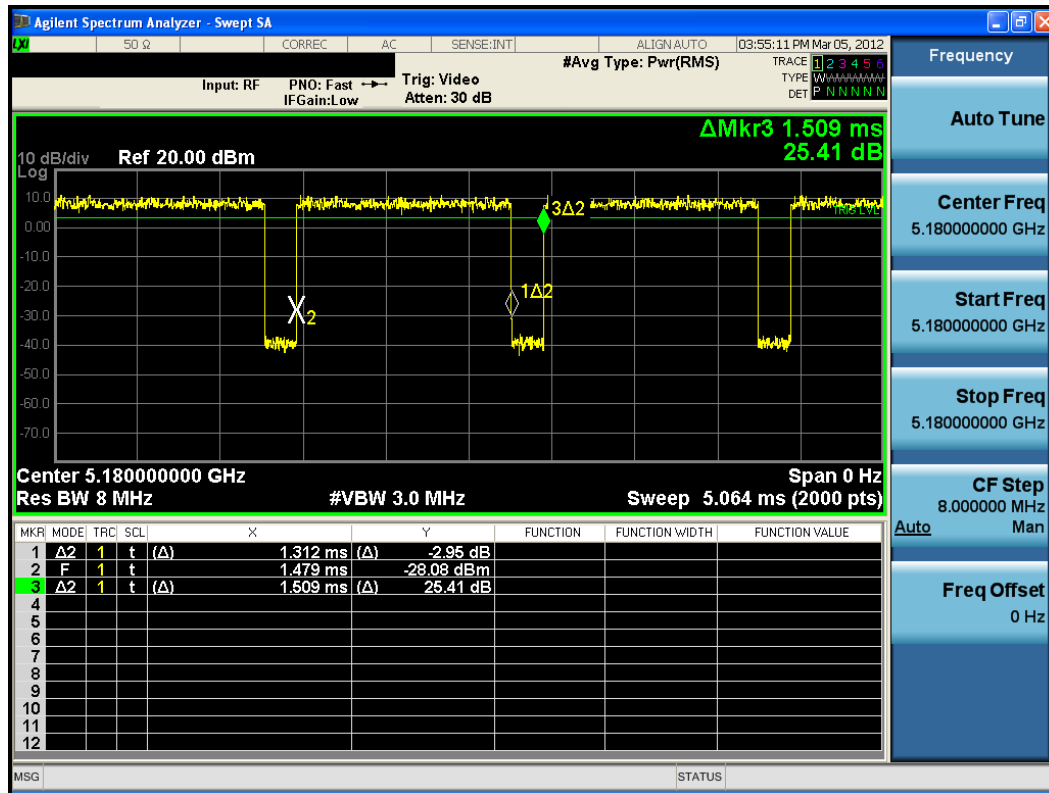 Agilent Spectrum Analyzer - Swept SA
LXI 50 Ω CORREC AC SENSE:INT ALIGN AUTO 03:55:11 PM Mar 05, 2012
Frequency
#Avg Type: Pwr(RMS) TRACE 1 2 3 4 5 6
Input: RF PNO: Fast Trig: Video TYPE WWWWWW
IFGain:Low Atten: 30 dB DET P N N N N N
Auto Tune
ΔMkr3 1.509 ms
10 dB/div Ref 20.00 dBm 25.41 dB
Log
10.0
3Δ2
TRIG LVL
0.00
-10.0
-20.0
1Δ2
-30.0
2
-40.0
-50.0
-60.0
-70.0
Center 5.180000000 GHz Span 0 Hz
Res BW 8 MHz #VBW 3.0 MHz Sweep 5.064 ms (2000 pts)
Center Freq
5.180000000 GHz
Start Freq
5.180000000 GHz
Stop Freq
5.180000000 GHz
CF Step
8.000000 MHz
Auto Man
Freq Offset
0 Hz
MKR MODE TRC SCL X Y FUNCTION FUNCTION WIDTH FUNCTION VALUE
1 Δ2 1 t (Δ) 1.312 ms (Δ) -2.95 dB
2 F 1 t 1.479 ms -28.08 dBm
3 Δ2 1 t (Δ) 1.509 ms (Δ) 25.41 dB
4
5
6
7
8
9
10
11
12
MSG STATUS